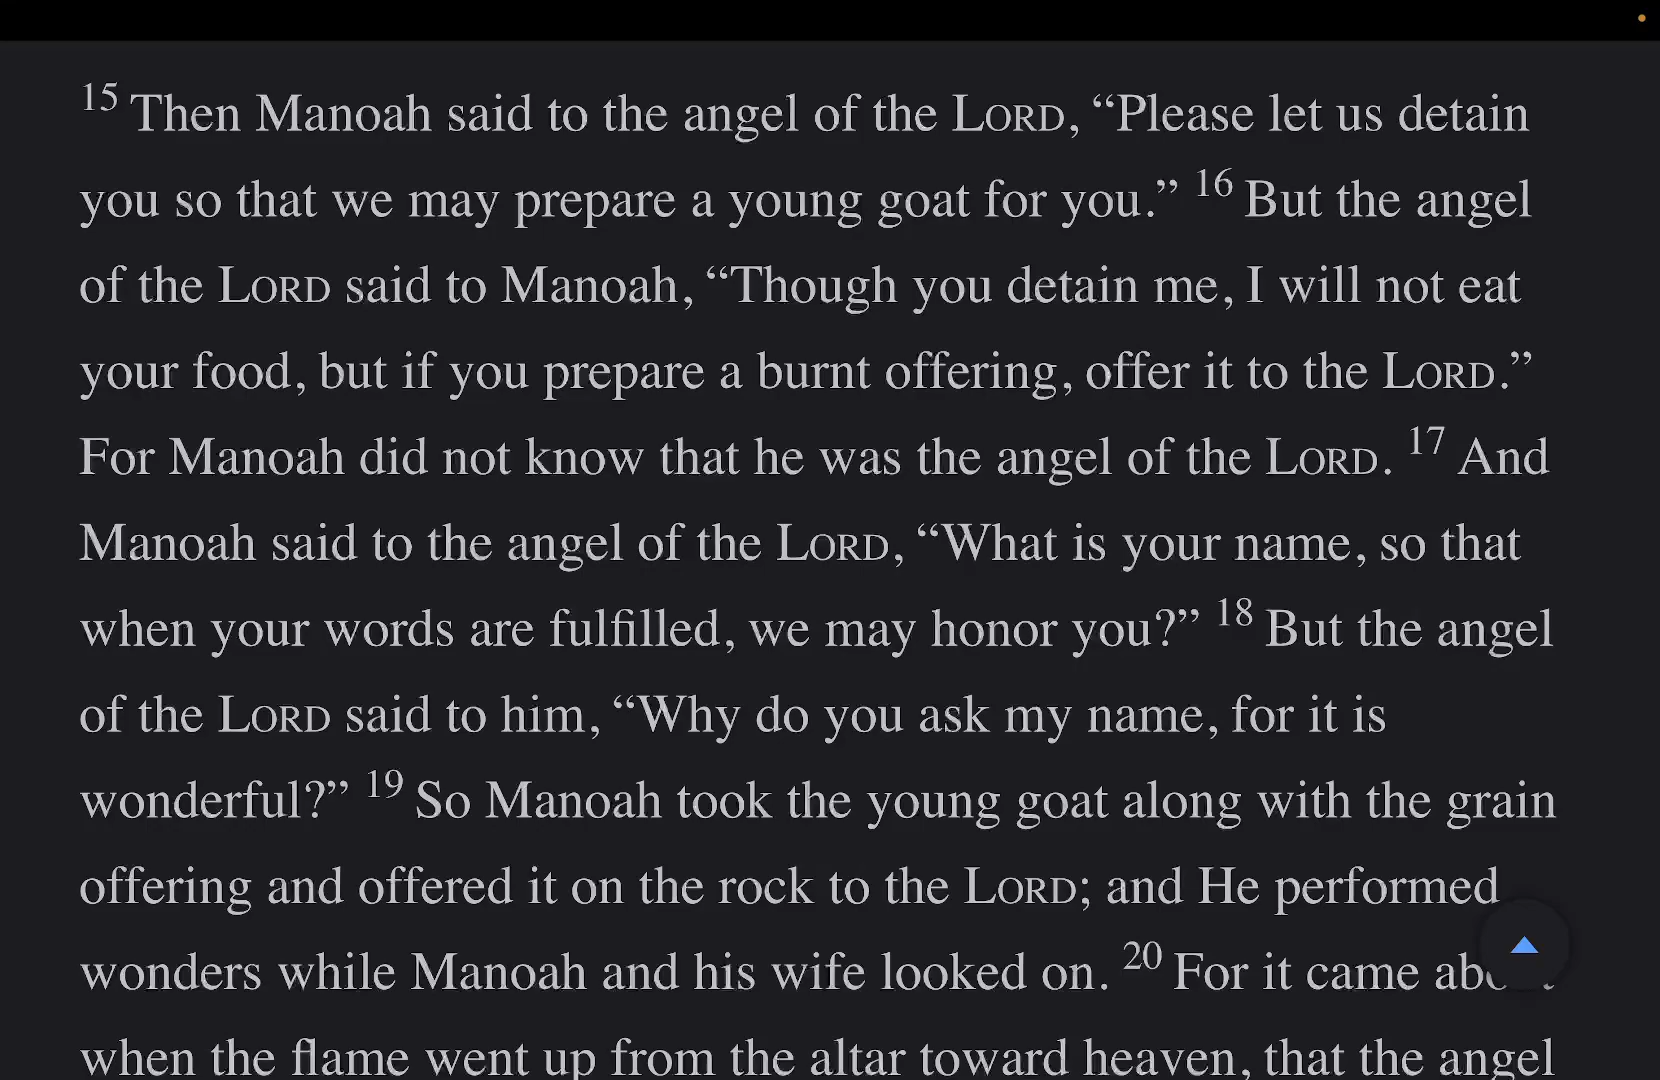 15 Then Manoah said to the angel of the LORD, “Please let us detain
you so that we may prepare a young goat for you.” 16 But the angel
of the LORD said to Manoah, “Though you detain me, I will not eat
your food, but if you prepare a burnt offering, offer it to the LORD.”
For Manoah did not know that he was the angel of the LORD. 17 And
Manoah said to the angel of the LORD, “What is your name, so that
when your words are fulfilled, we may honor you?” 18 But the angel
of the LORD said to him, “Why do you ask my name, for it is
wonderful?” 19 So Manoah took the young goat along with the grain
offering and offered it on the rock to the LORD; and He performed
wonders while Manoah and his wife looked on. 20 For it came
when the flame went up from the altar toward heaven, that the angel